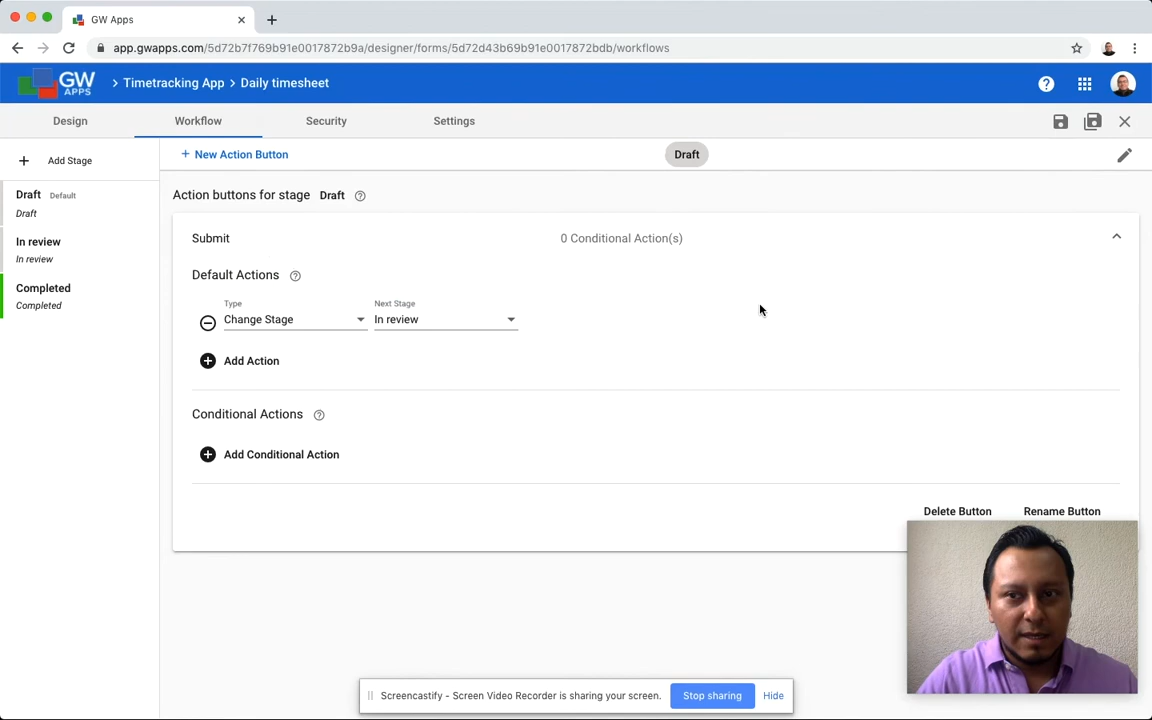 GW Apps
app.gwapps.com/5d72b7f769b91e0017872b9a/designer/forms/5d72d43b69b91e0017872bdb/workflows
GW APPS > Timetracking App > Daily timesheet
Design Workflow Security Settings
Add Stage
+ New Action Button
Draft
Draft Default
Draft
In review
In review
Completed
Completed
Action buttons for stage Draft
Submit 0 Conditional Action(s)
Default Actions
Type Next Stage
Change Stage In review
Add Action
Conditional Actions
Add Conditional Action
Delete Button Rename Button
Screencastify - Screen Video Recorder is sharing your screen. Stop sharing Hide